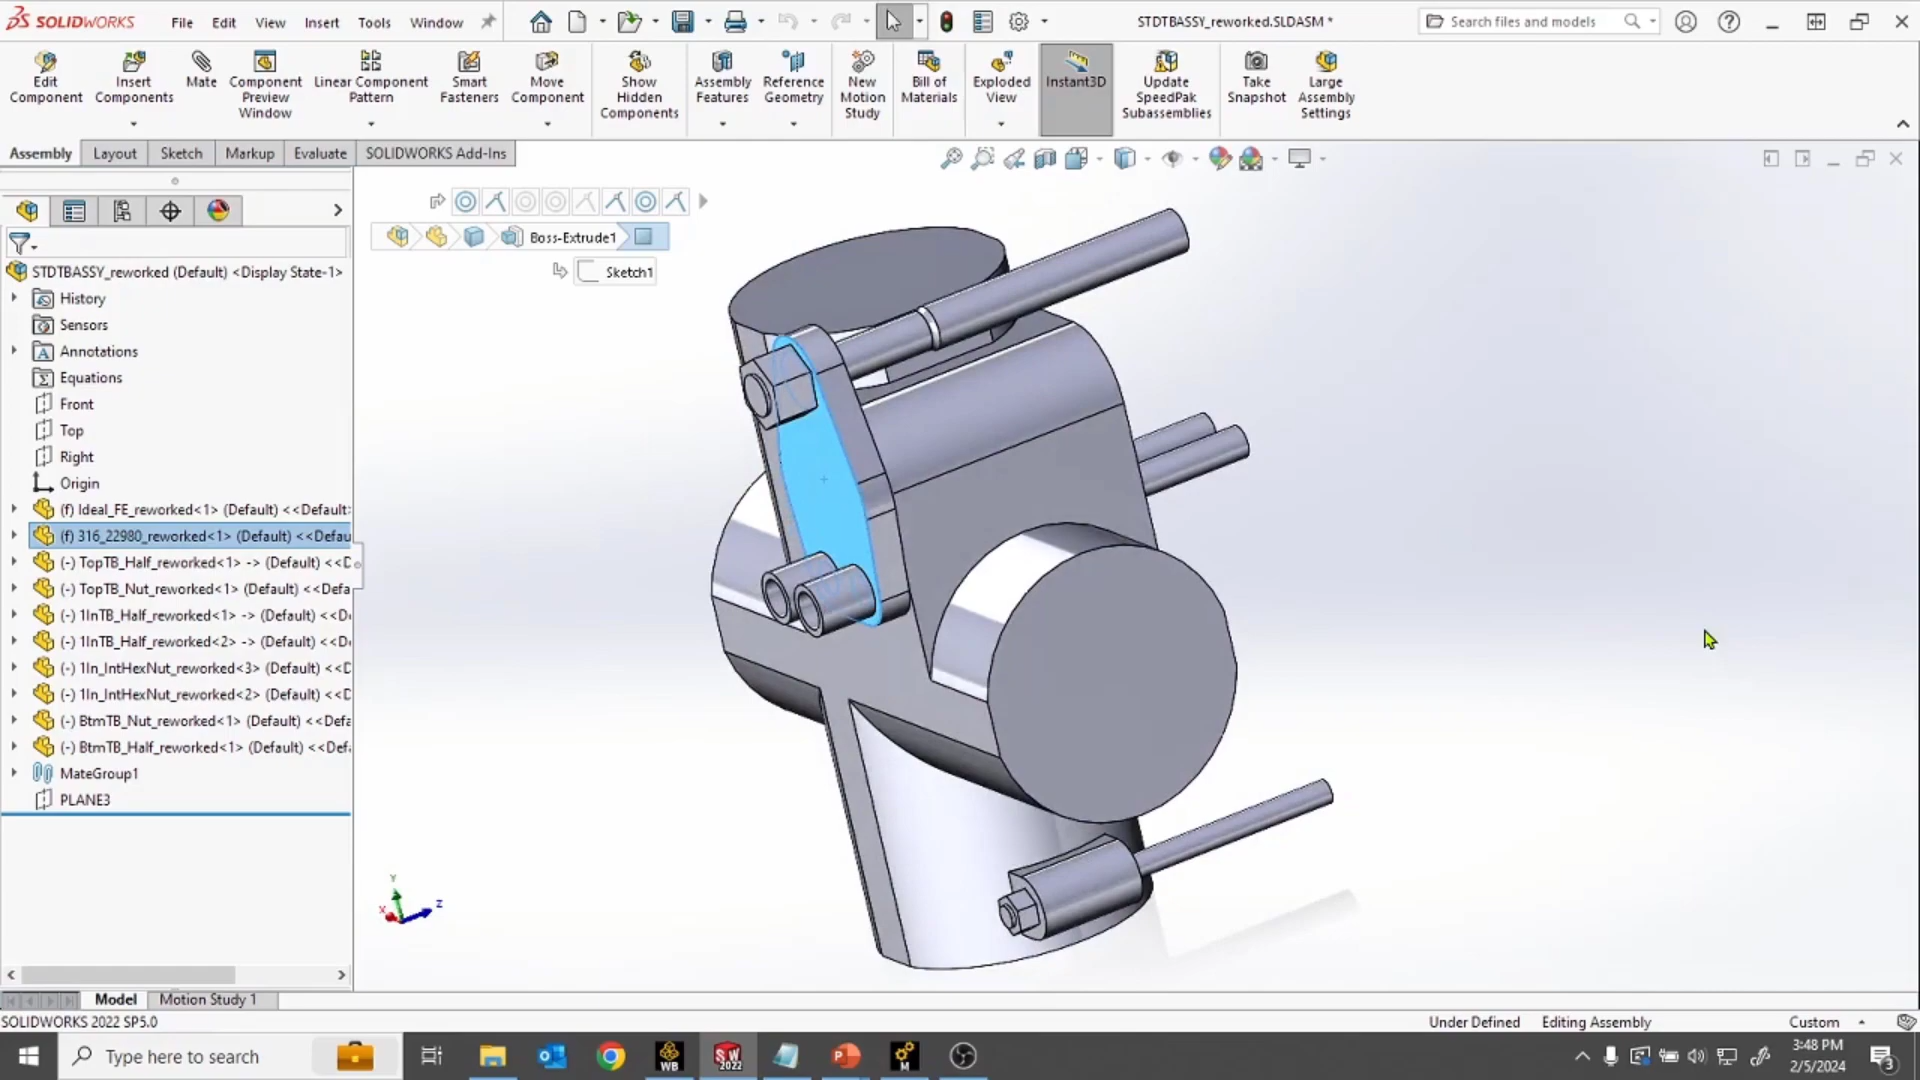 SOLIDWORKS File Edit View Insert Tools Window STDTBASSY_reworked.SLDASM * Search files and models
Edit Component
Insert Components
Mate
Component Preview Window
Linear Component Pattern
Smart Fasteners
Move Component
Show Hidden Components
Assembly Features
Reference Geometry
New Motion Study
Bill of Materials
Exploded View
Instant3D
Update SpeedPak Subassemblies
Take Snapshot
Large Assembly Settings
Assembly Layout Sketch Markup Evaluate SOLIDWORKS Add-Ins
Boss-Extrude1
Sketch1
STDTBASSY_reworked (Default) <Display State-1>
History
Sensors
Annotations
Equations
Front
Top
Right
Origin
(f) Ideal_FE_reworked<1> (Default) <<Default>
(f) 316_22980_reworked<1> (Default) <<Defau
(-) TopTB_Half_reworked<1> -> (Default) <<D
(-) TopTB_Nut_reworked<1> (Default) <<Defa
(-) 1InTB_Half_reworked<1> -> (Default) <<D
(-) 1InTB_Half_reworked<2> -> (Default) <<D
(-) 1In_IntHexNut_reworked<3> (Default) <<D
(-) 1In_IntHexNut_reworked<2> (Default) <<D
(-) BtmTB_Nut_reworked<1> (Default) <<Defa
(-) BtmTB_Half_reworked<1> (Default) <<Defa
MateGroup1
PLANE3
Y
X
Z
Model Motion Study 1
SOLIDWORKS 2022 SP5.0 Under Defined Editing Assembly Custom
Type here to search
WB
SW 2022
M
3:48 PM
2/5/2024
3